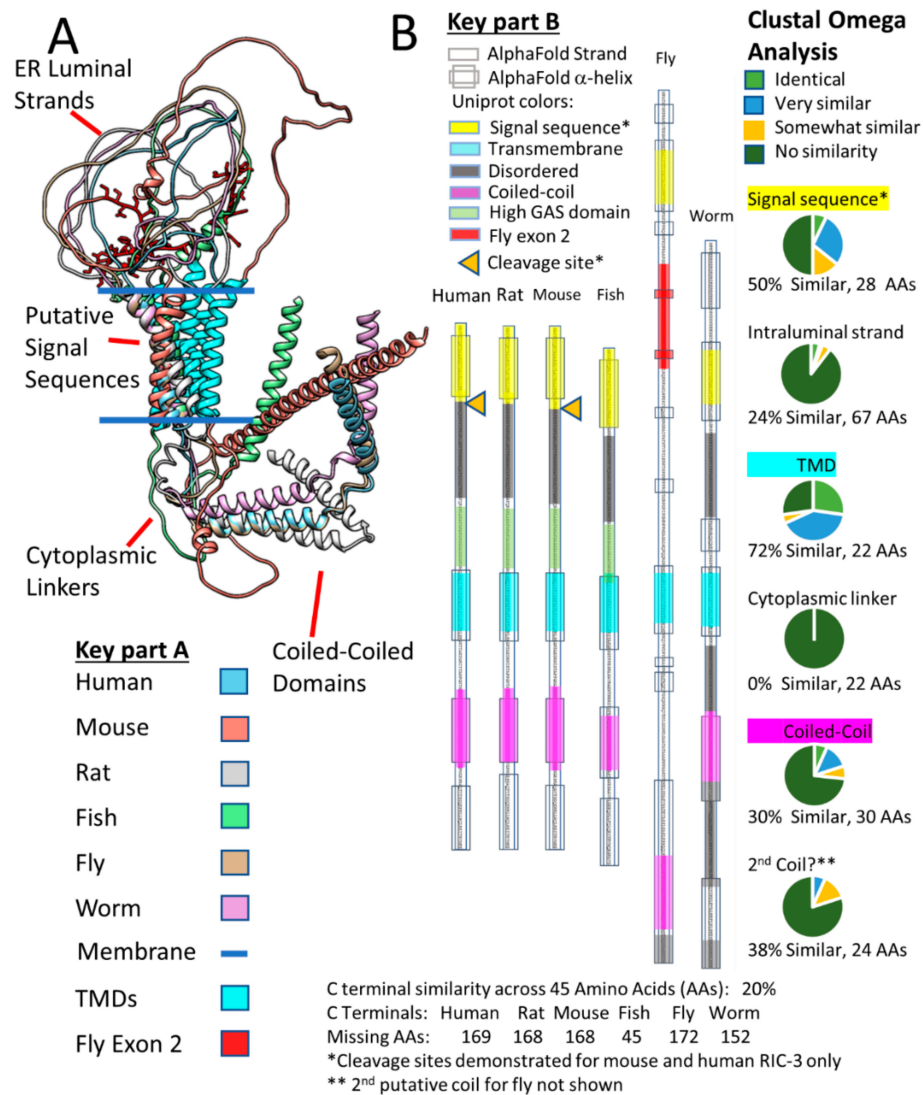 A
ER Luminal
Strands
Putative
Signal
Sequences
Cytoplasmic
Linkers
Coiled-Coiled
Domains
Key part A
Human
Mouse
Rat
Fish
Fly
Worm
Membrane
TMDs
Fly Exon 2
B
Key part B
AlphaFold Strand
AlphaFold α-helix
Uniprot colors:
Signal sequence*
Transmembrane
Disordered
Coiled-coil
High GAS domain
Fly exon 2
Cleavage site*
Human Rat Mouse Fish
Fly
Worm
Clustal Omega
Analysis
Identical
Very similar
Somewhat similar
No similarity
Signal sequence*
50% Similar, 28 AAs
Intraluminal strand
24% Similar, 67 AAs
TMD
72% Similar, 22 AAs
Cytoplasmic linker
0% Similar, 22 AAs
Coiled-Coil
30% Similar, 30 AAs
2nd Coil?**
38% Similar, 24 AAs
C terminal similarity across 45 Amino Acids (AAs): 20%
C Terminals: Human Rat Mouse Fish Fly Worm
Missing AAs: 169 168 168 45 172 152
*Cleavage sites demonstrated for mouse and human RIC-3 only
** 2nd putative coil for fly not shown